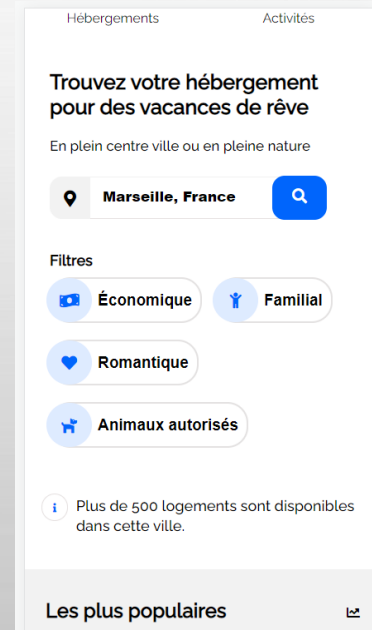 Hébergements Activités
Trouvez votre hébergement
pour des vacances de rêve
En plein centre ville ou en pleine nature
Marseille, France
Filtres
Économique Familial
Romantique
Animaux autorisés
i Plus de 500 logements sont disponibles
dans cette ville.
Les plus populaires